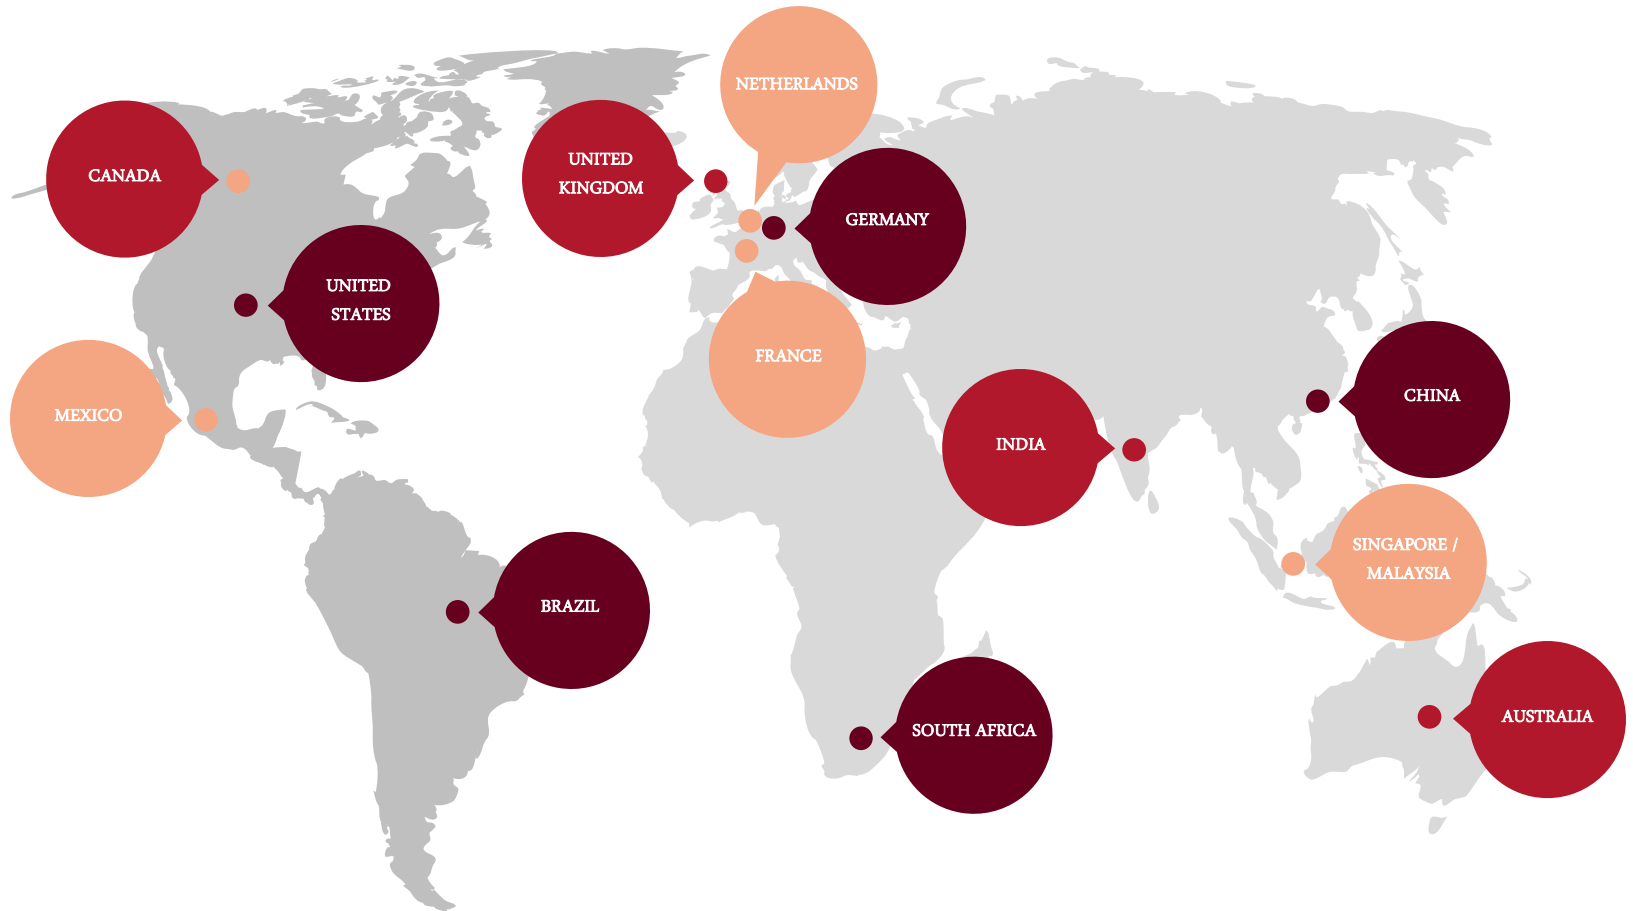 NETHERLANDS
UNITED
KINGDOM
CANADA
GERMANY
UNITED
STATES
FRANCE
CHINA
MEXICO
INDIA
SINGAPORE /
MALAYSIA
BRAZIL
AUSTRALIA
SOUTH AFRICA